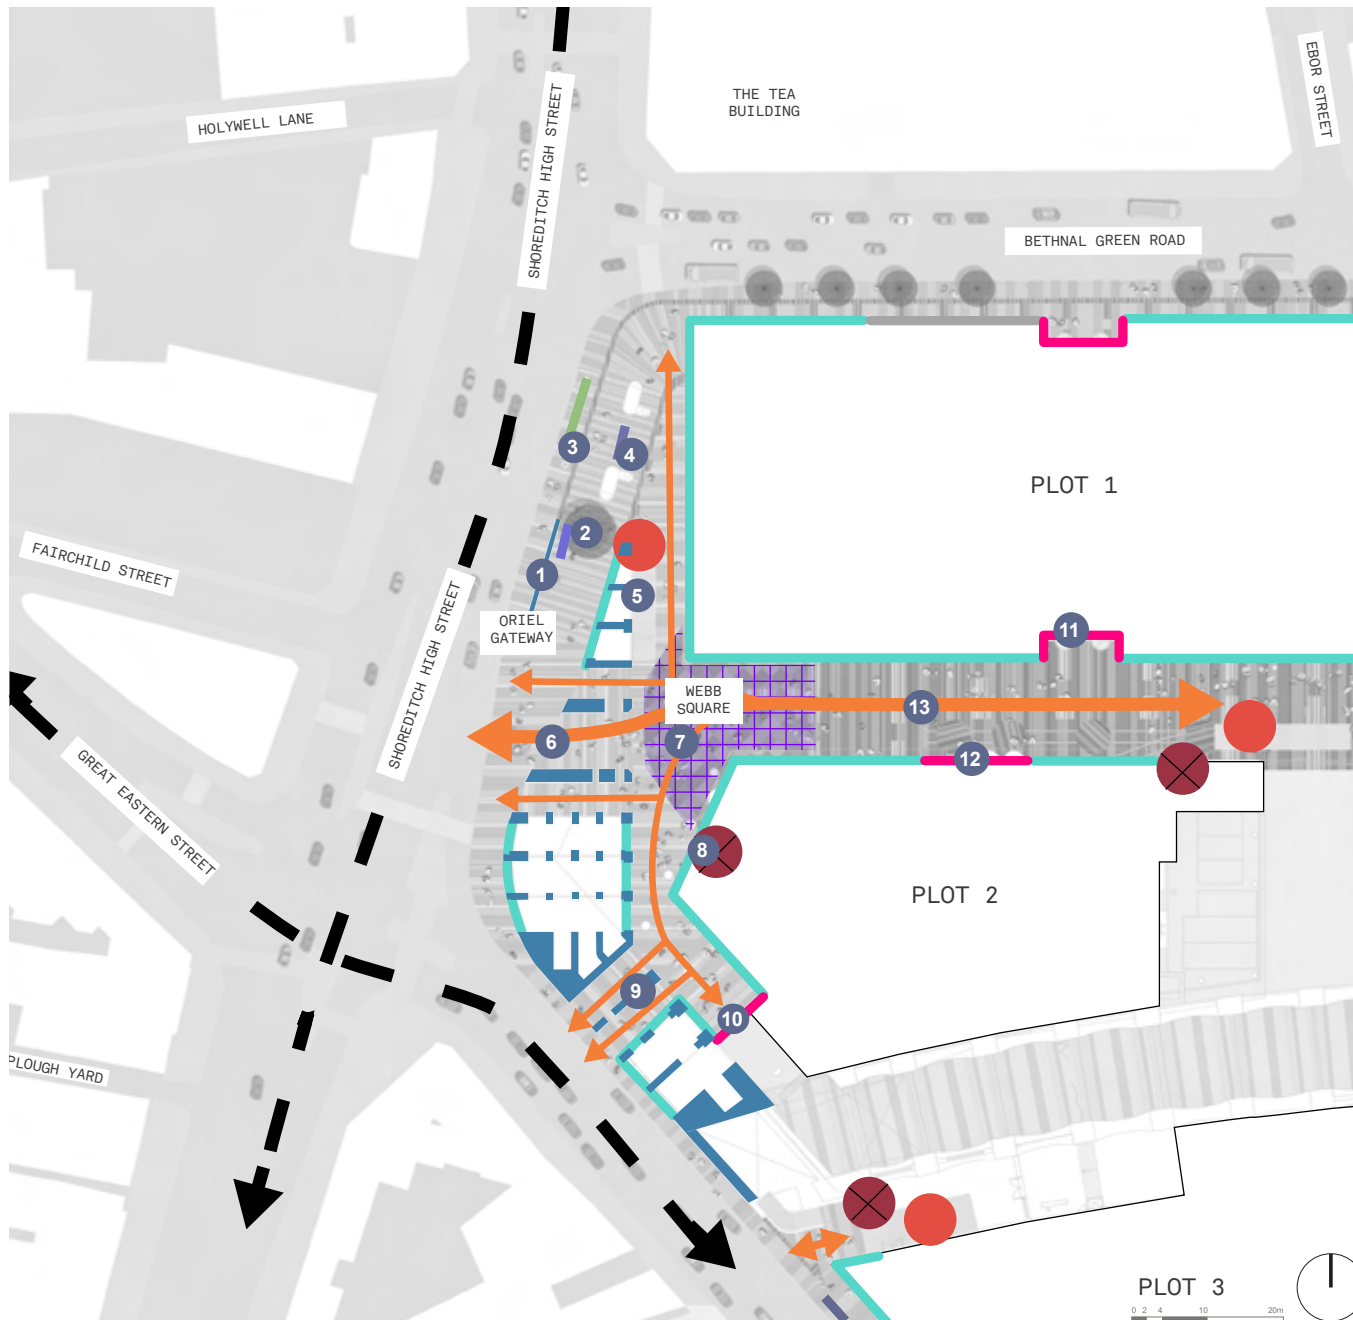 THE TEA
BUILDING
EBOR STREET
HOLYWELL LANE
SHOREDITCH HIGH STREET
BETHNAL GREEN ROAD
3
4
PLOT 1
2
FAIRCHILD STREET
1
5
ORIEL
GATEWAY
11
SHOREDITCH HIGH STREET
WEBB
SQUARE
13
6
7
12
GREAT EASTERN STREET
8
PLOT 2
9
10
PLOUGH YARD
PLOT 3
0 2 4 10 20m